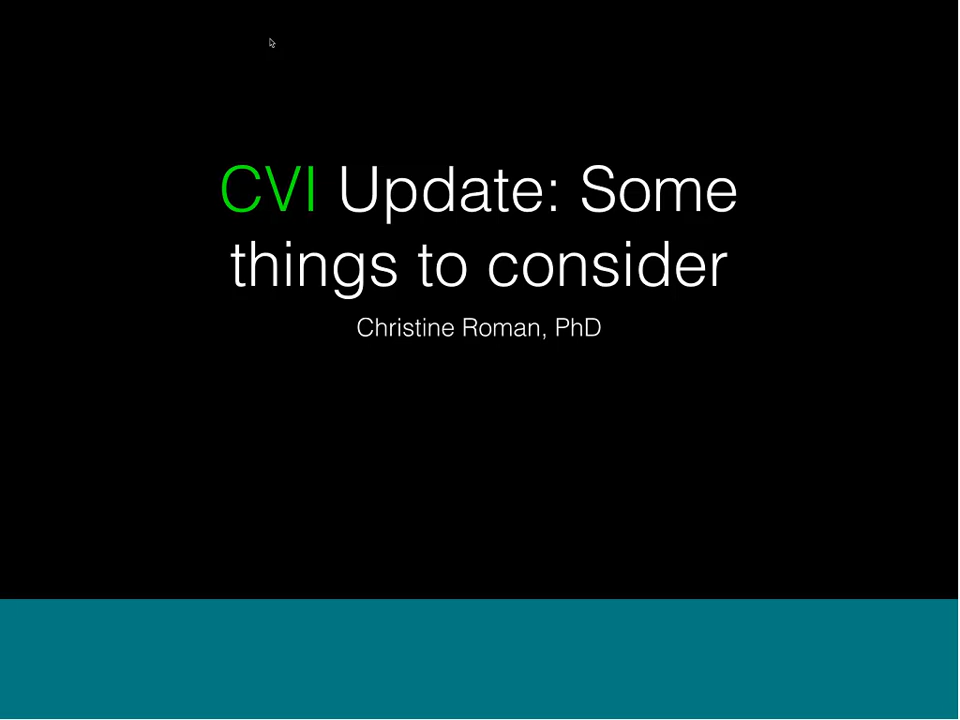 CVI Update: Some
things to consider
Christine Roman, PhD